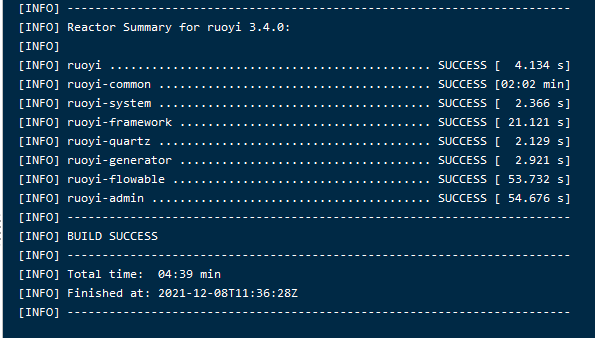 [INFO] ------------------------------------------------------------------------
[INFO] Reactor Summary for ruoyi 3.4.0:
[INFO]
[INFO] ruoyi .............................................. SUCCESS [  4.134 s]
[INFO] ruoyi-common ....................................... SUCCESS [02:02 min]
[INFO] ruoyi-system ....................................... SUCCESS [  2.366 s]
[INFO] ruoyi-framework .................................... SUCCESS [ 21.121 s]
[INFO] ruoyi-quartz ....................................... SUCCESS [  2.129 s]
[INFO] ruoyi-generator .................................... SUCCESS [  2.921 s]
[INFO] ruoyi-flowable ..................................... SUCCESS [ 53.732 s]
[INFO] ruoyi-admin ........................................ SUCCESS [ 54.676 s]
[INFO] ------------------------------------------------------------------------
[INFO] BUILD SUCCESS
[INFO] ------------------------------------------------------------------------
[INFO] Total time:  04:39 min
[INFO] Finished at: 2021-12-08T11:36:28Z
[INFO] ------------------------------------------------------------------------